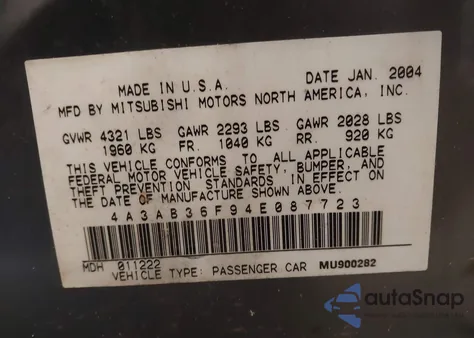 MADE IN U.S.A. DATE JAN. 2004
MFD BY MITSUBISHI MOTORS NORTH AMERICA, INC.
GVWR 4321 LBS GAWR 2293 LBS GAWR 2028 LBS
1960 KG FR. 1040 KG RR. 920 KG
THIS VEHICLE CONFORMS TO ALL APPLICABLE
FEDERAL MOTOR VEHICLE SAFETY, BUMPER, AND
THEFT PREVENTION STANDARDS IN EFFECT ON
THE DATE OF MANUFACTURE SHOWN ABOVE.
4A3AB36F94E087723
MDH 011222
VEHICLE TYPE: PASSENGER CAR MU900282
autoSnap